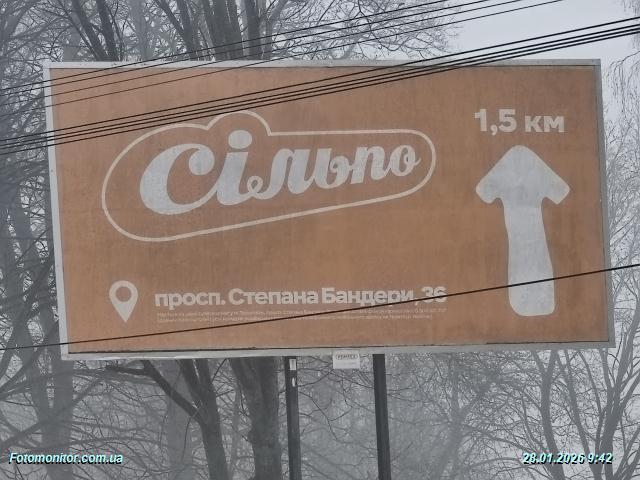 1,5 км
сільпо
просп. Степана Бандери, 36
Fotomonitor.com.ua
28.01.2026 9:42